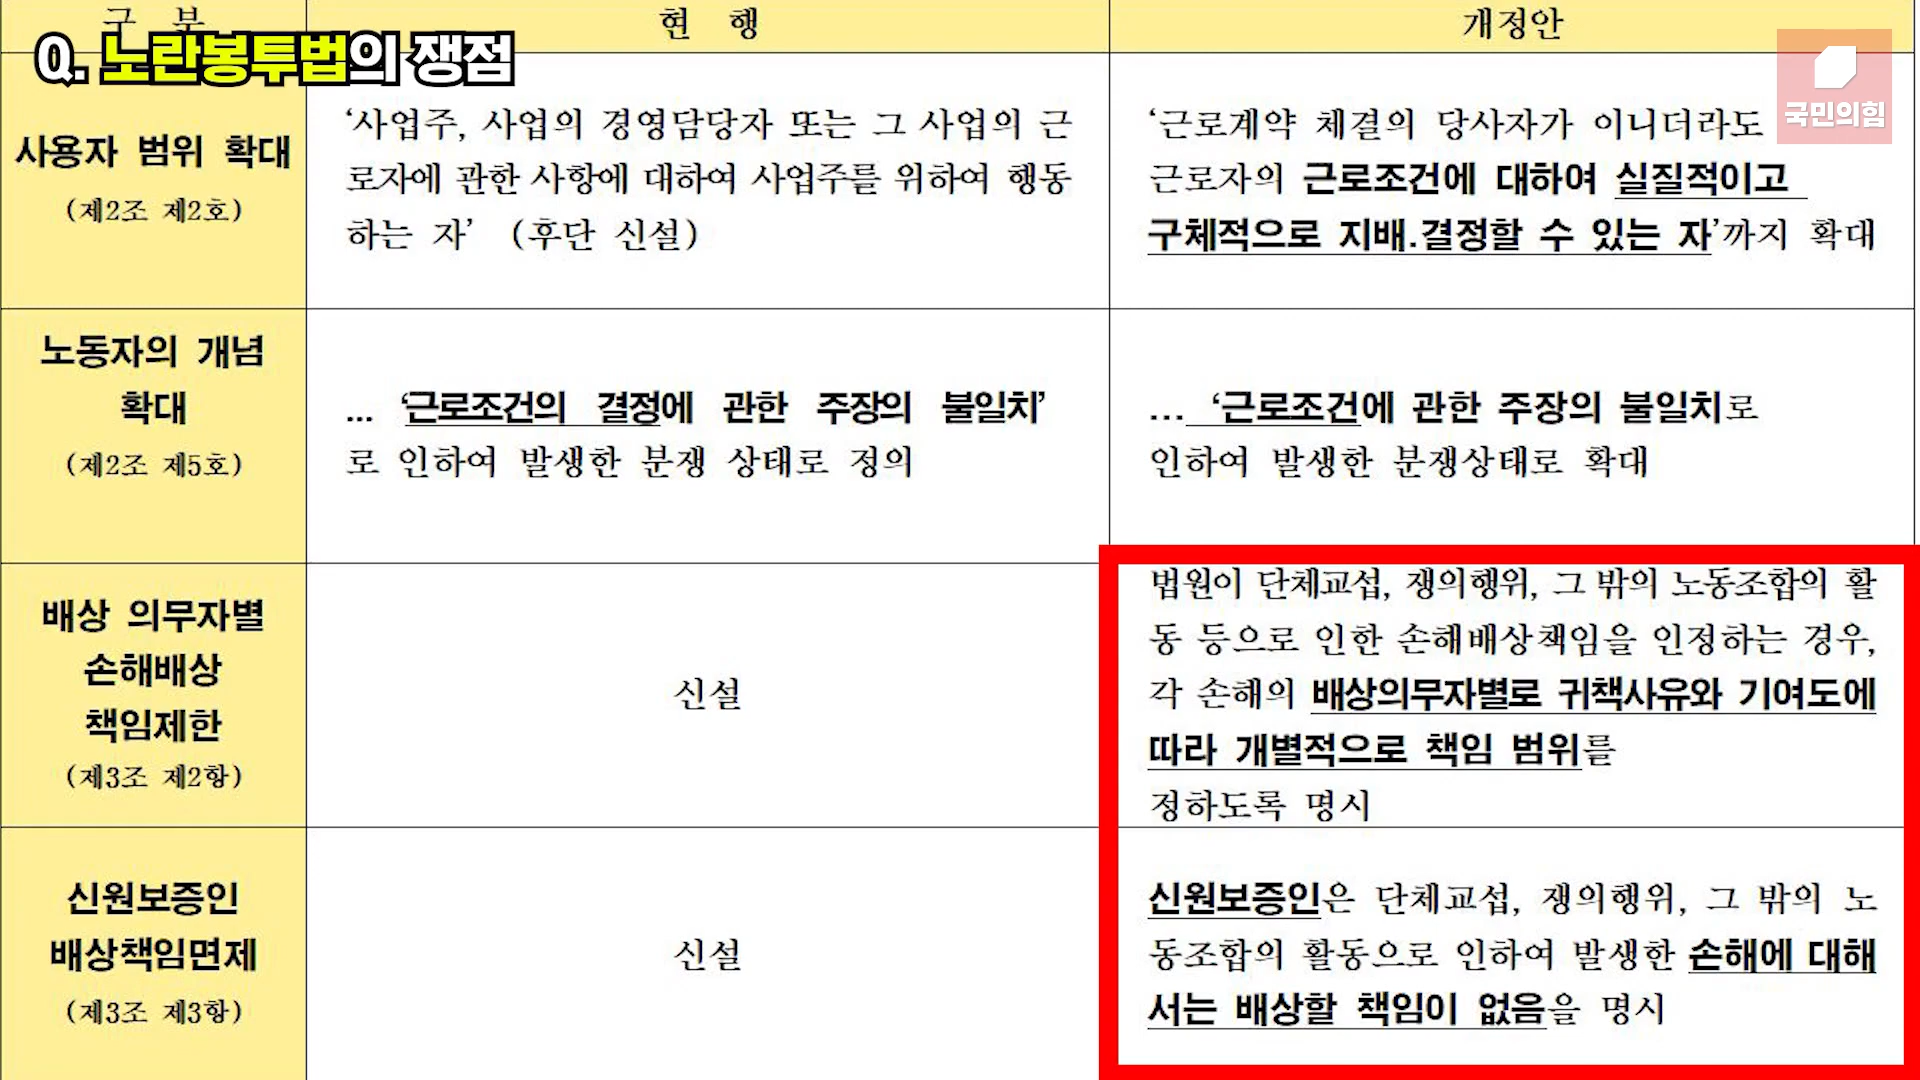 구 분
현 행
개정안
Q. 노란봉투법의 쟁점
국민의힘
사용자 범위 확대
(제2조 제2호)
‘사업주, 사업의 경영담당자 또는 그 사업의 근
로자에 관한 사항에 대하여 사업주를 위하여 행동
하는 자’ (후단 신설)
‘근로계약 체결의 당사자가 이니더라도
근로자의 근로조건에 대하여 실질적이고
구체적으로 지배.결정할 수 있는 자’까지 확대
노동자의 개념
확대
(제2조 제5호)
... ‘근로조건의 결정에 관한 주장의 불일치’
로 인하여 발생한 분쟁 상태로 정의
... ‘근로조건에 관한 주장의 불일치로
인하여 발생한 분쟁상태로 확대
배상 의무자별
손해배상
책임제한
(제3조 제2항)
신설
법원이 단체교섭, 쟁의행위, 그 밖의 노동조합의 활
동 등으로 인한 손해배상책임을 인정하는 경우,
각 손해의 배상의무자별로 귀책사유와 기여도에
따라 개별적으로 책임 범위를
정하도록 명시
신원보증인
배상책임면제
(제3조 제3항)
신설
신원보증인은 단체교섭, 쟁의행위, 그 밖의 노
동조합의 활동으로 인하여 발생한 손해에 대해
서는 배상할 책임이 없음을 명시